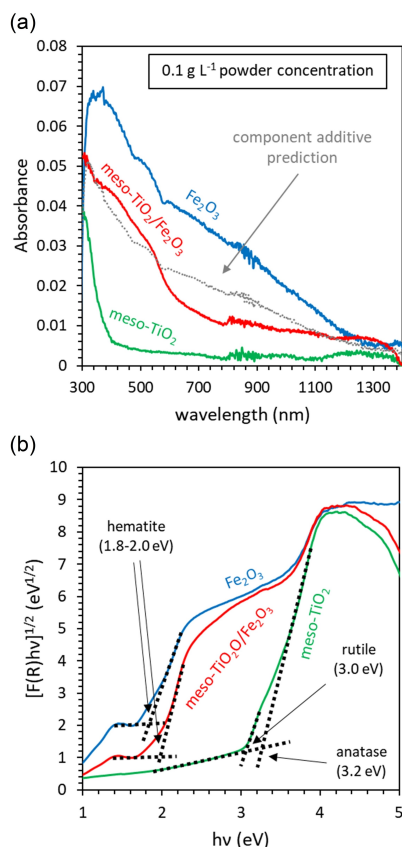 (a)
0.1 g L⁻¹ powder concentration
component additive
prediction
Fe₂O₃
meso-TiO₂/Fe₂O₃
meso-TiO₂
Absorbance
0.08
0.07
0.06
0.05
0.04
0.03
0.02
0.01
0
300 500 700 900 1100 1300
wavelength (nm)
(b)
[F(R)hν]^1/2 (eV^1/2)
10
9
8
7
6
5
4
3
2
1
0
hematite
(1.8-2.0 eV)
Fe₂O₃
meso-TiO₂O/Fe₂O₃
meso-TiO₂
rutile
(3.0 eV)
anatase
(3.2 eV)
1 2 3 4 5
hν (eV)